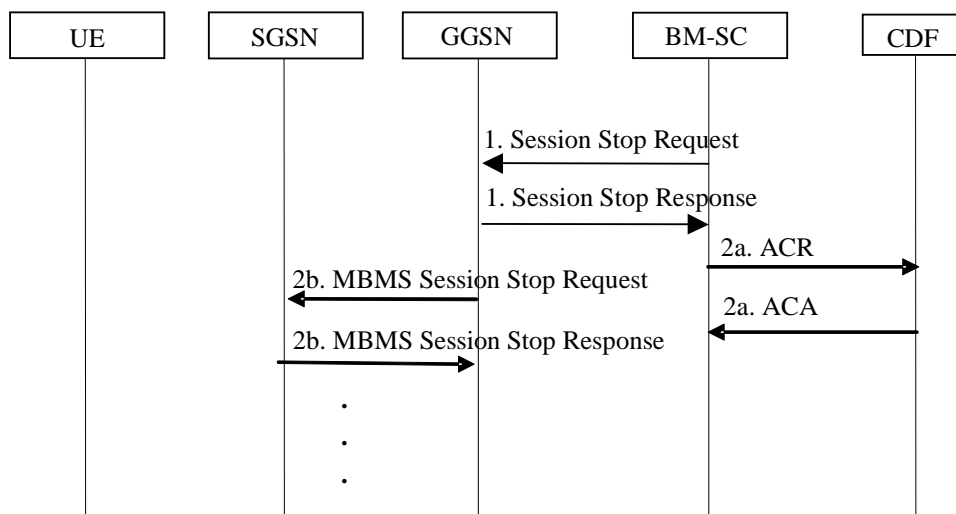 UE
SGSN
GGSN
BM-SC
CDF
1. Session Stop Request
1. Session Stop Response
2a. ACR
2b. MBMS Session Stop Request
2a. ACA
2b. MBMS Session Stop Response
.
.
.